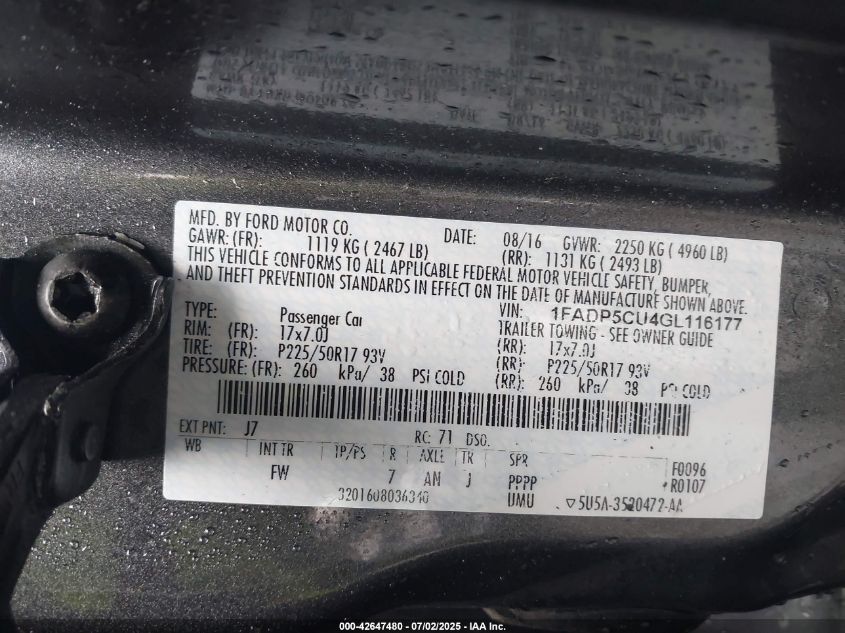 MFD. BY FORD MOTOR CO.
DATE: 08/16 GVWR: 2250 KG ( 4960 LB)
GAWR: (FR): 1119 KG ( 2467 LB) (RR): 1131 KG ( 2493 LB)
THIS VEHICLE CONFORMS TO ALL APPLICABLE FEDERAL MOTOR VEHICLE SAFETY, BUMPER,
AND THEFT PREVENTION STANDARDS IN EFFECT ON THE DATE OF MANUFACTURE SHOWN ABOVE.
VIN: 1FADP5CU4GL116177
TYPE: Passenger Car TRAILER TOWING - SEE OWNER GUIDE
RIM: (FR): 17x7.0J (RR): 17x7.0J
TIRE: (FR): P225/50R17 93V (RR): P225/50R17 93V
PRESSURE: (FR): 260 kPa/ 38 PSI COLD (RR): 260 kPa/ 38 COLD
EXT PNT: J7 RC: 71 DSO:
WB INT TR TP/PS R AXLE TR SPR F0096
FW 7 AM J PPPP R0107
3201608036340 UMU ▽5U5A-3520472-AA
000-42647480 - 07/02/2025 - IAA Inc.